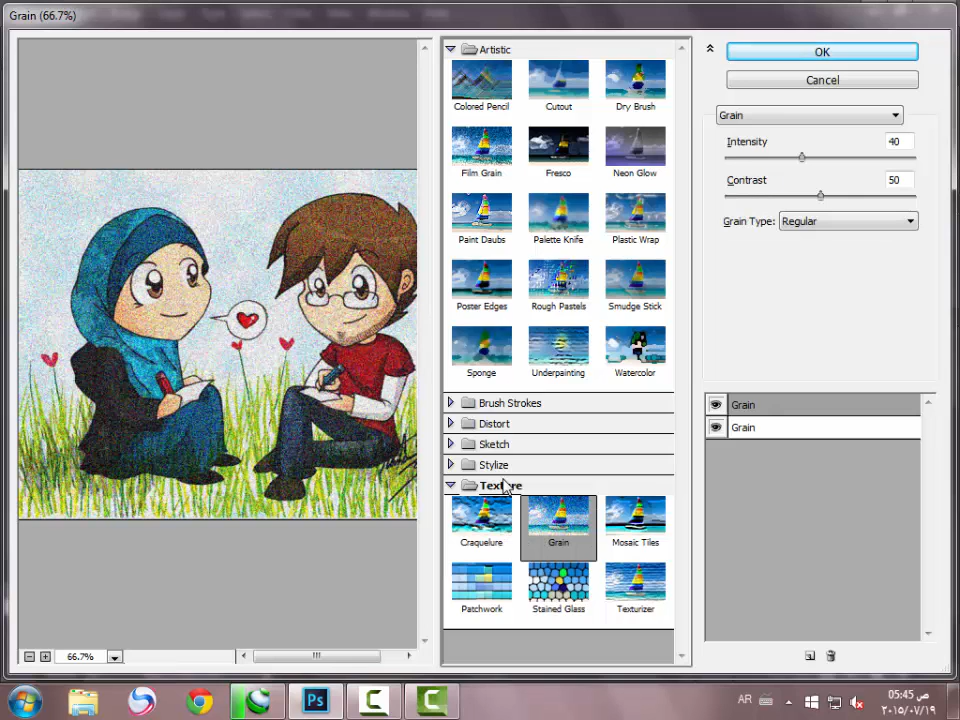 Grain (66.7%)
Artistic
Colored Pencil
Cutout
Dry Brush
Film Grain
Fresco
Neon Glow
Paint Daubs
Palette Knife
Plastic Wrap
Poster Edges
Rough Pastels
Smudge Stick
Sponge
Underpainting
Watercolor
Brush Strokes
Distort
Sketch
Stylize
Texture
Craquelure
Grain
Mosaic Tiles
Patchwork
Stained Glass
Texturizer
OK
Cancel
Grain
Intensity 40
Contrast 50
Grain Type: Regular
Grain
Grain
66.7%
Ps
AR
05:45 ص
٢٠١٥/٠٧/١٩